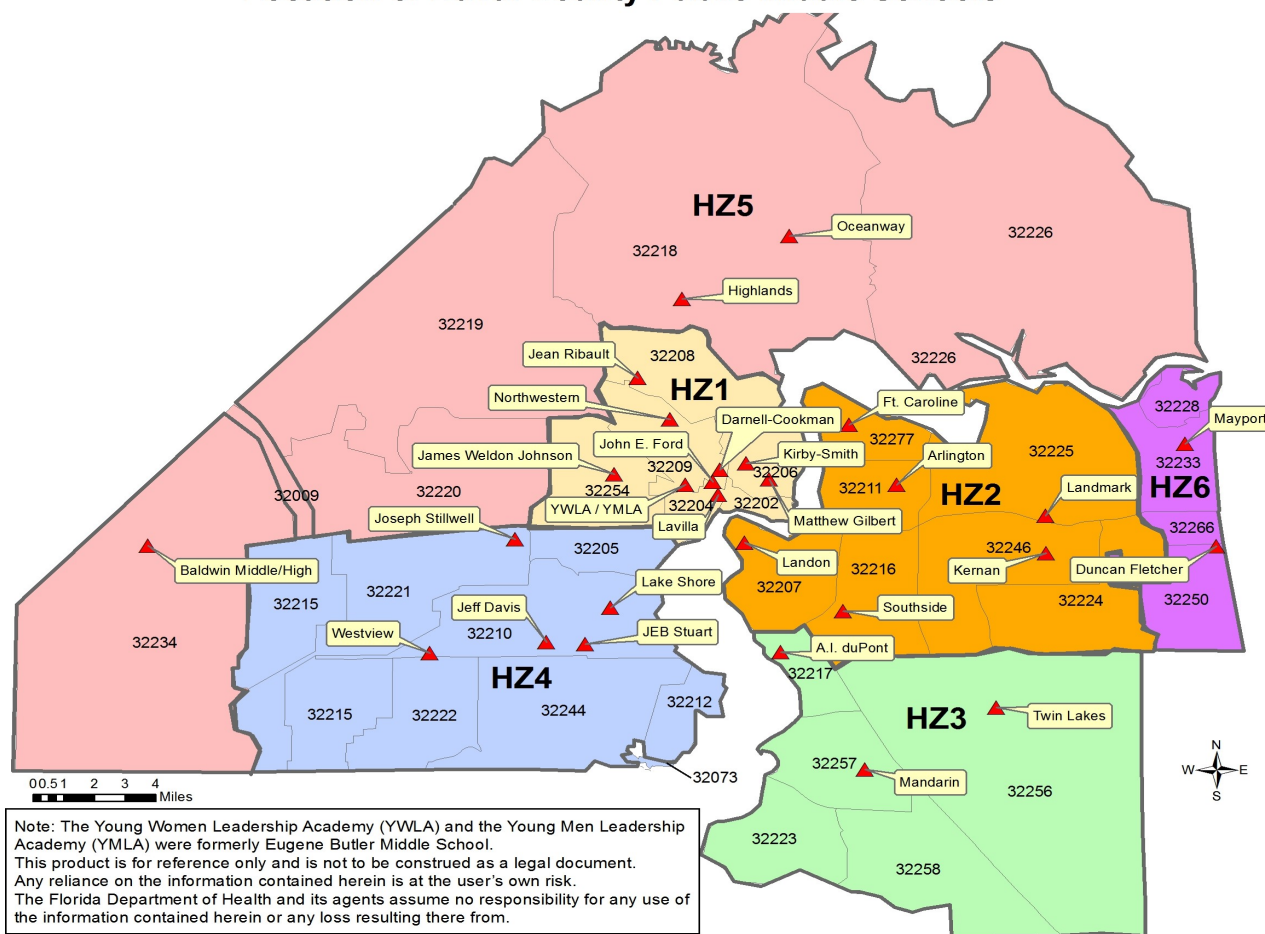 HZ5
Oceanway
32226
32218
Highlands
32219
32226
Jean Ribault
32208
HZ1
Northwestern
Darnell-Cookman
Ft. Caroline
32228
Mayport
John E. Ford
32277
32225
James Weldon Johnson
32209
Kirby-Smith
Arlington
32233
32206
32254
32211
HZ2
Landmark
HZ6
32009
32220
YWLA / YMLA
32204
32202
Joseph Stillwell
Lavilla
Matthew Gilbert
32266
32205
32246
Baldwin Middle/High
Landon
32216
Kernan
Duncan Fletcher
32221
32207
32215
Lake Shore
32224
32250
Jeff Davis
Southside
Westview
32210
JEB Stuart
32234
A.I. duPont
32217
HZ4
32212
32215
32222
32244
HZ3
Twin Lakes
32257
Mandarin
32073
32256
N
W
E
S
00.51 2 3 4
Miles
32223
32258
Note: The Young Women Leadership Academy (YWLA) and the Young Men Leadership
Academy (YMLA) were formerly Eugene Butler Middle School.
This product is for reference only and is not to be construed as a legal document.
Any reliance on the information contained herein is at the user's own risk.
The Florida Department of Health and its agents assume no responsibility for any use of
the information contained herein or any loss resulting there from.